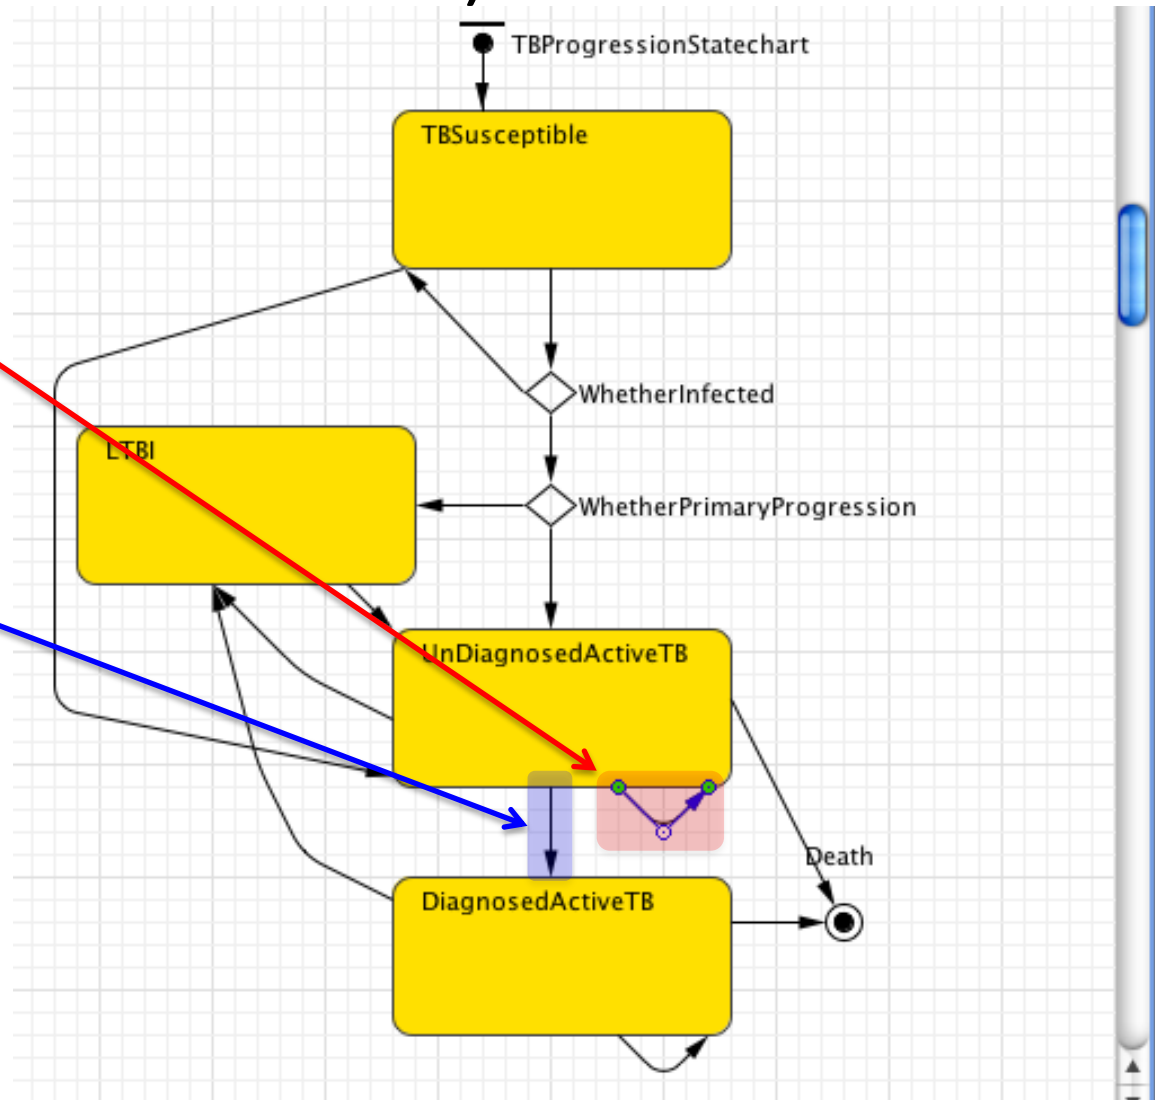 TBProgressionStatechart
TBSusceptible
WhetherInfected
LTBI
WhetherPrimaryProgression
UnDiagnosedActiveTB
Death
DiagnosedActiveTB